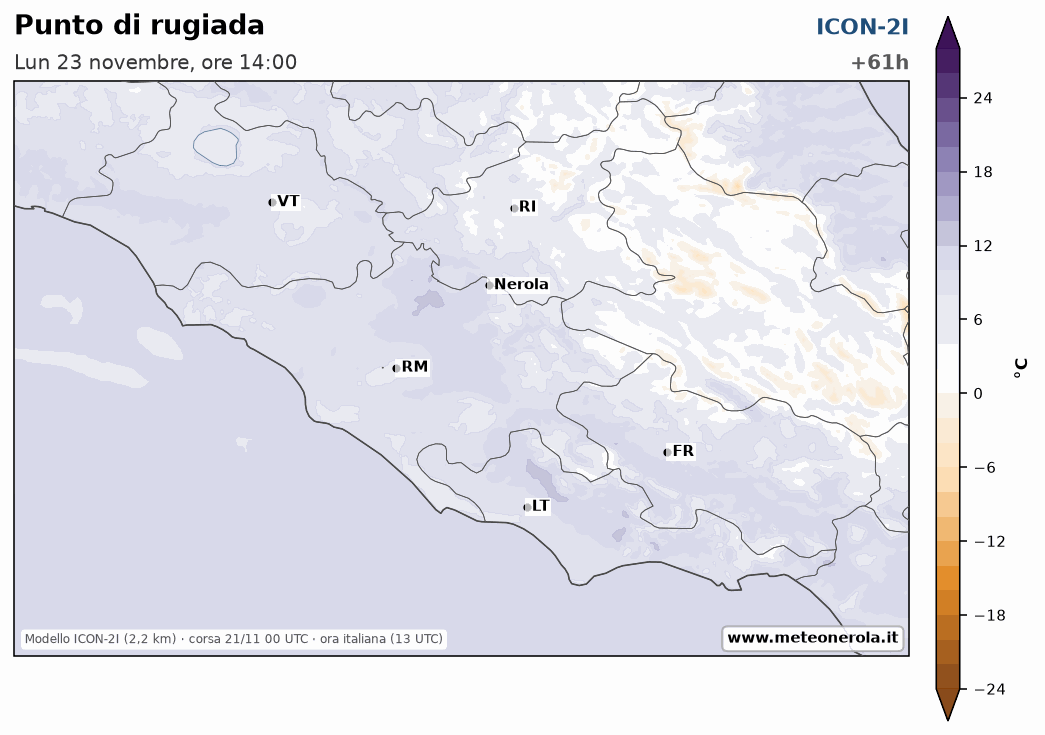 Punto di rugiada
ICON-2I
Lun 23 novembre, ore 14:00
+61h
24
18
12
6
0
−6
−12
−18
−24
°C
VT
RI
Nerola
RM
FR
LT
Modello ICON-2I (2,2 km) · corsa 21/11 00 UTC · ora italiana (13 UTC)
www.meteonerola.it